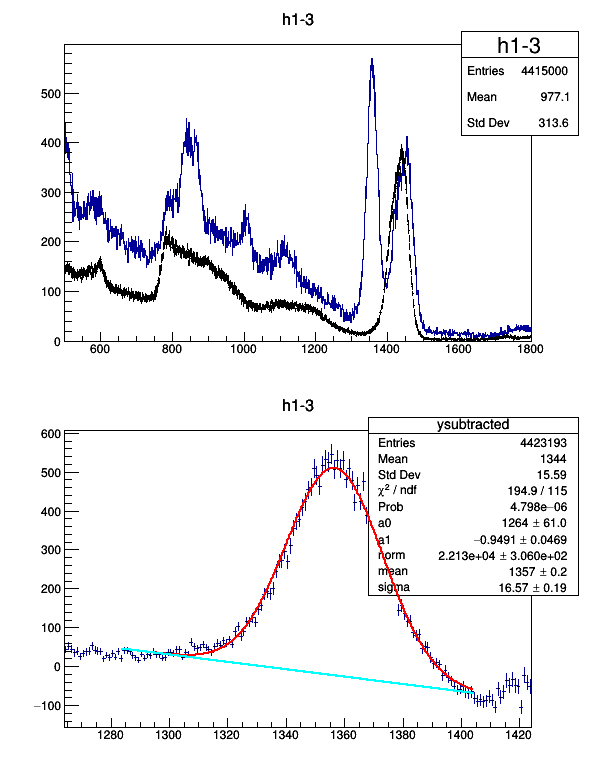 h1-3
h1-3
Entries 4415000
Mean 977.1
Std Dev 313.6
500
400
300
200
100
0
600 800 1000 1200 1400 1600 1800
h1-3
ysubtracted
Entries 4423193
Mean 1344
Std Dev 15.59
χ² / ndf 194.9 / 115
Prob 4.798e−06
a0 1264 ± 61.0
a1 −0.9491 ± 0.0469
norm 2.213e+04 ± 3.060e+02
mean 1357 ± 0.2
sigma 16.57 ± 0.19
600
500
400
300
200
100
0
−100
1280 1300 1320 1340 1360 1380 1400 1420